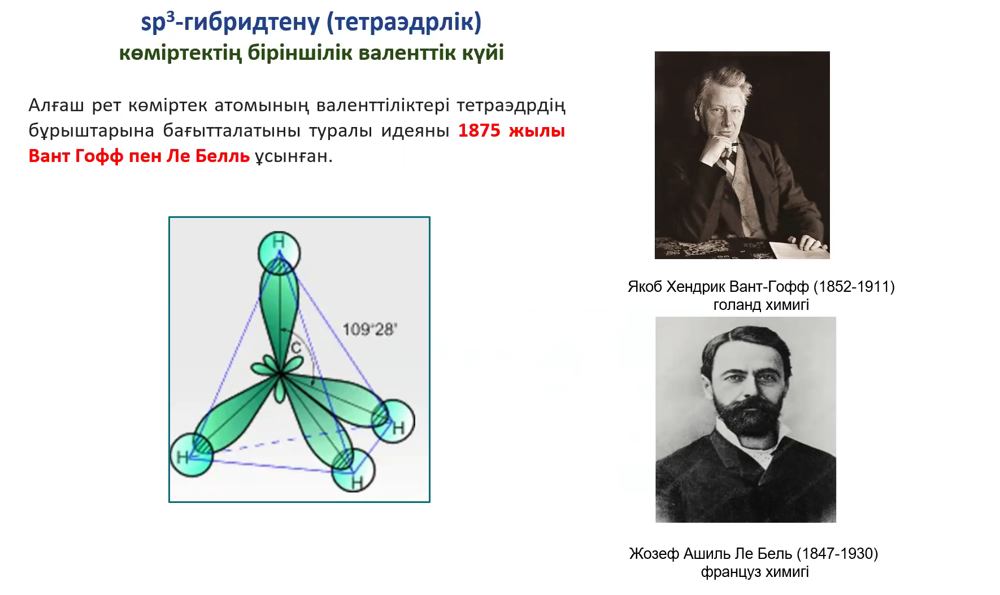 sp³-гибридтену (тетраэдрлік)
көміртектің біріншілік валенттік күйі
Алғаш рет көміртек атомының валенттіліктері тетраэдрдің
бұрыштарына бағытталатыны туралы идеяны 1875 жылы
Вант Гофф пен Ле Белль ұсынған.
H
109°28'
C
H
H
H
Якоб Хендрик Вант-Гофф (1852-1911)
голанд химигі
Жозеф Ашиль Ле Бель (1847-1930)
француз химигі